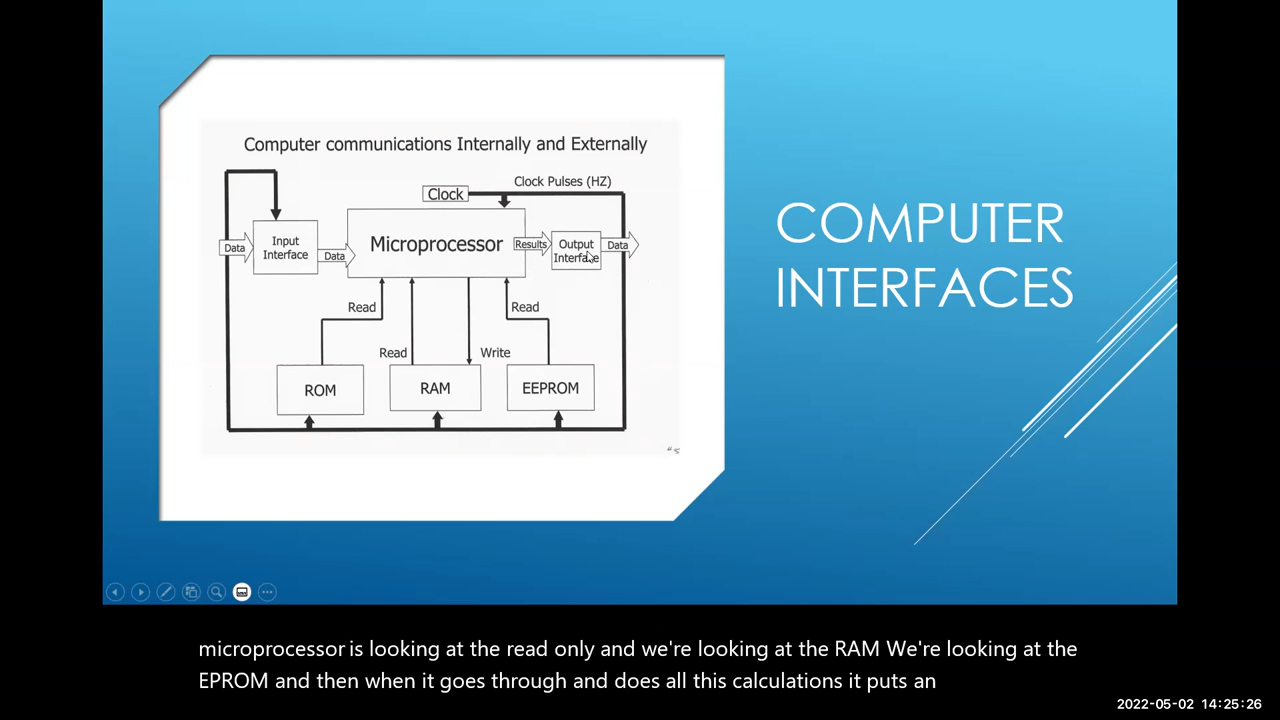 Computer communications Internally and Externally
Clock Pulses (HZ)
Clock
Data
Input
Interface
Data
Microprocessor
Results
Output
Interface
Data
Read
Read
Read
Write
ROM
RAM
EEPROM
COMPUTER
INTERFACES
microprocessor is looking at the read only and we're looking at the RAM We're looking at the
EPROM and then when it goes through and does all this calculations it puts an
2022-05-02 14:25:26